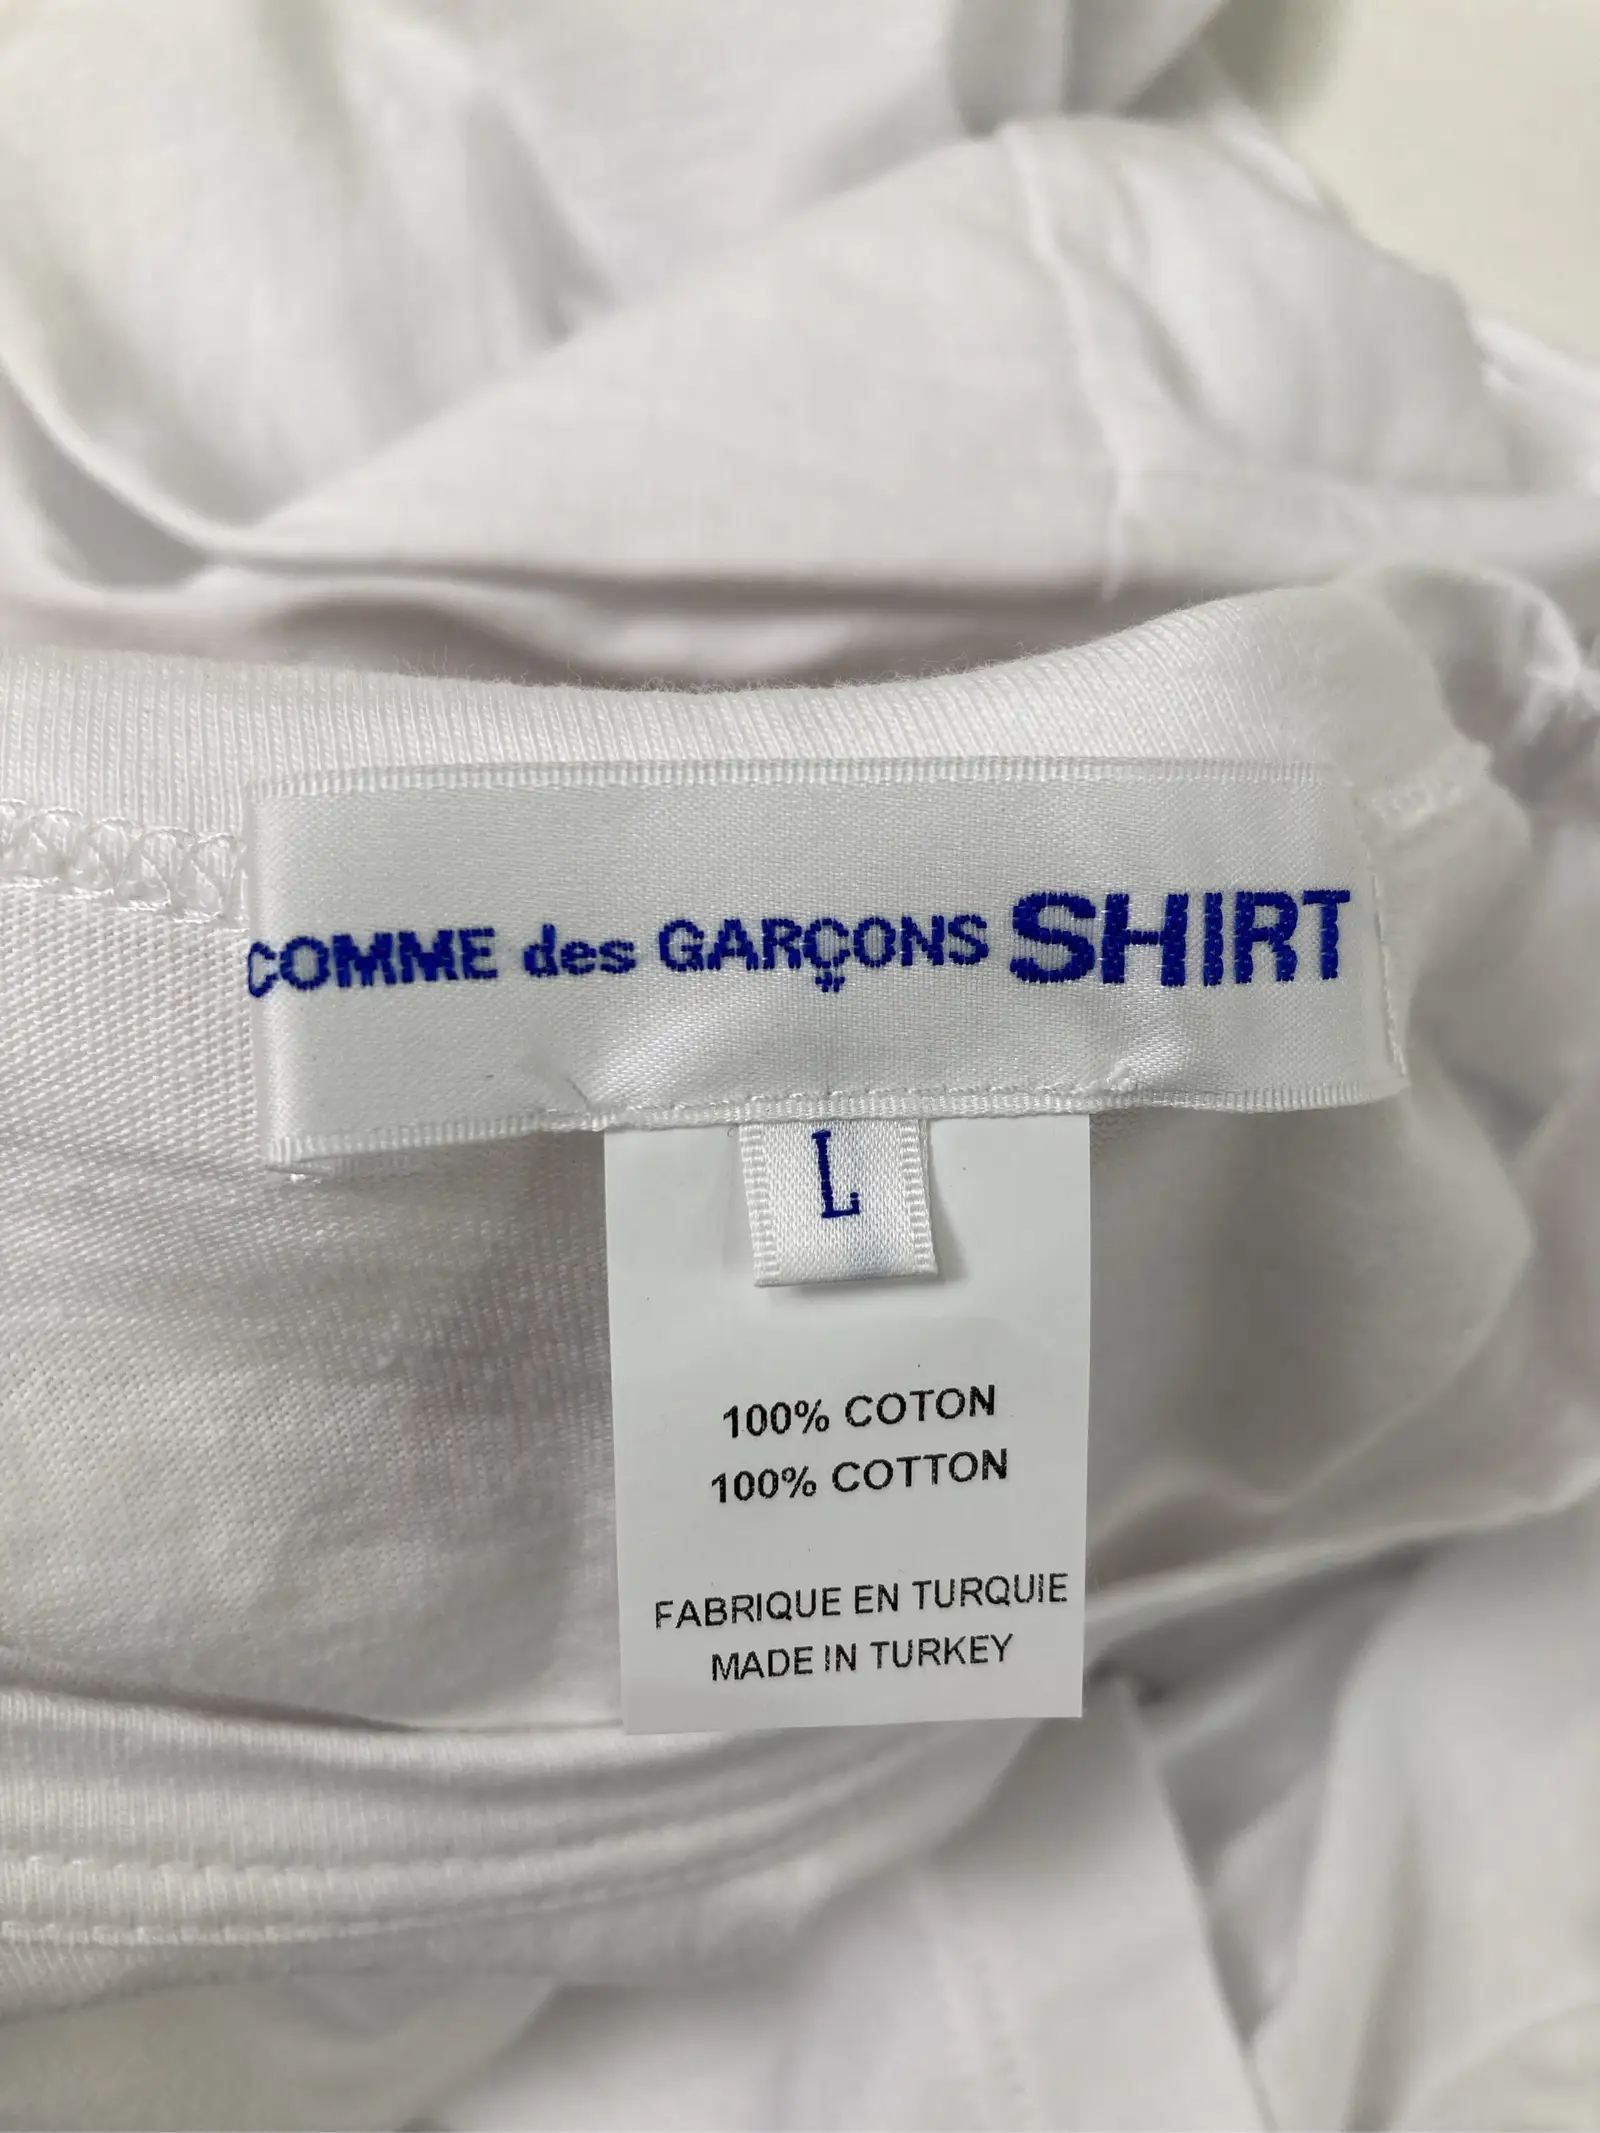 COMME des GARÇONS SHIRT
L
100% COTON
100% COTTON
FABRIQUE EN TURQUIE
MADE IN TURKEY